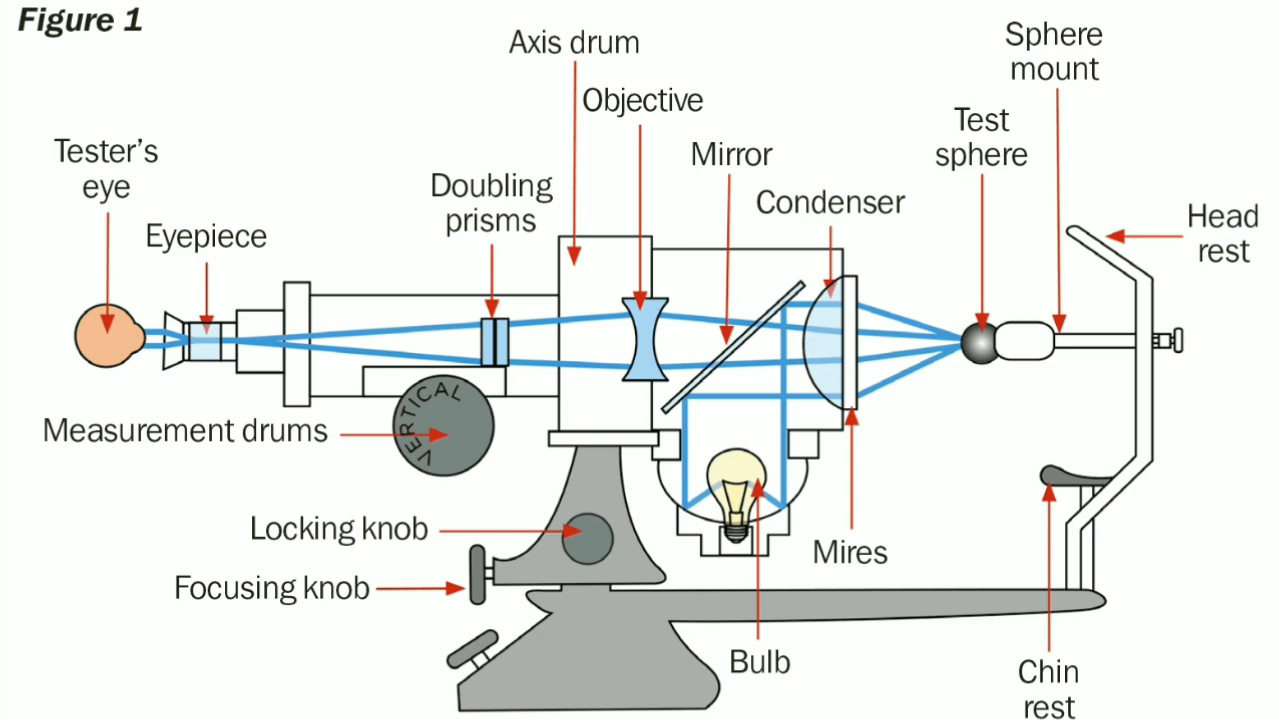 Figure 1
Axis drum
Sphere
mount
Objective
Test
sphere
Tester's
eye
Mirror
Doubling
prisms
Condenser
Head
rest
Eyepiece
VERTICAL
Measurement drums
Locking knob
Mires
Focusing knob
Bulb
Chin
rest